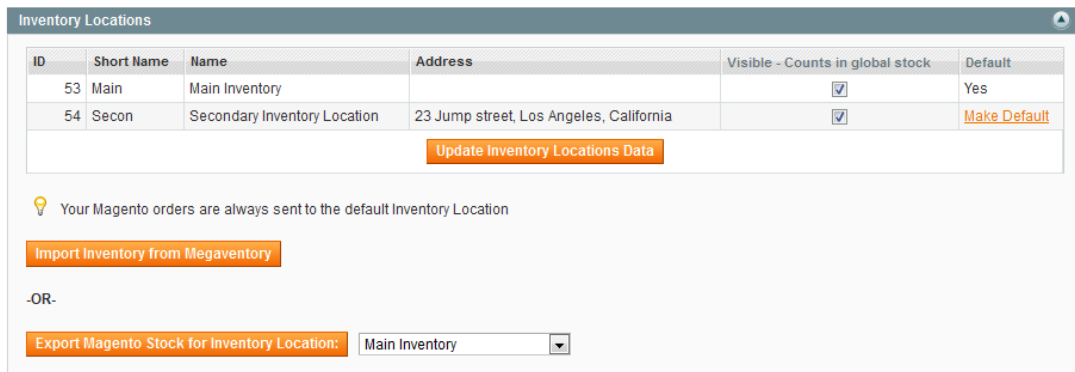 Inventory Locations
ID Short Name Name Address Visible - Counts in global stock Default
53 Main Main Inventory Yes
54 Secon Secondary Inventory Location 23 Jump street, Los Angeles, California Make Default
Update Inventory Locations Data
Your Magento orders are always sent to the default Inventory Location
Import Inventory from Megaventory
-OR-
Export Magento Stock for Inventory Location: Main Inventory